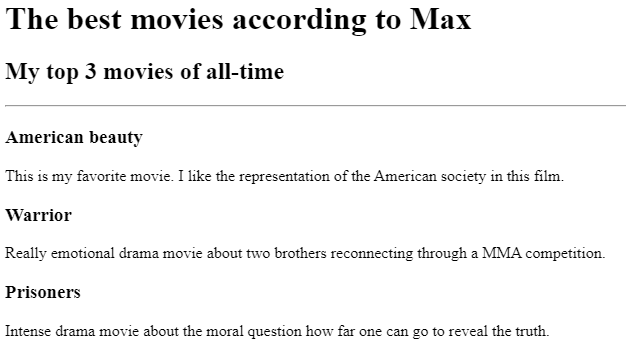 The best movies according to Max
My top 3 movies of all-time
American beauty
This is my favorite movie. I like the representation of the American society in this film.
Warrior
Really emotional drama movie about two brothers reconnecting through a MMA competition.
Prisoners
Intense drama movie about the moral question how far one can go to reveal the truth.